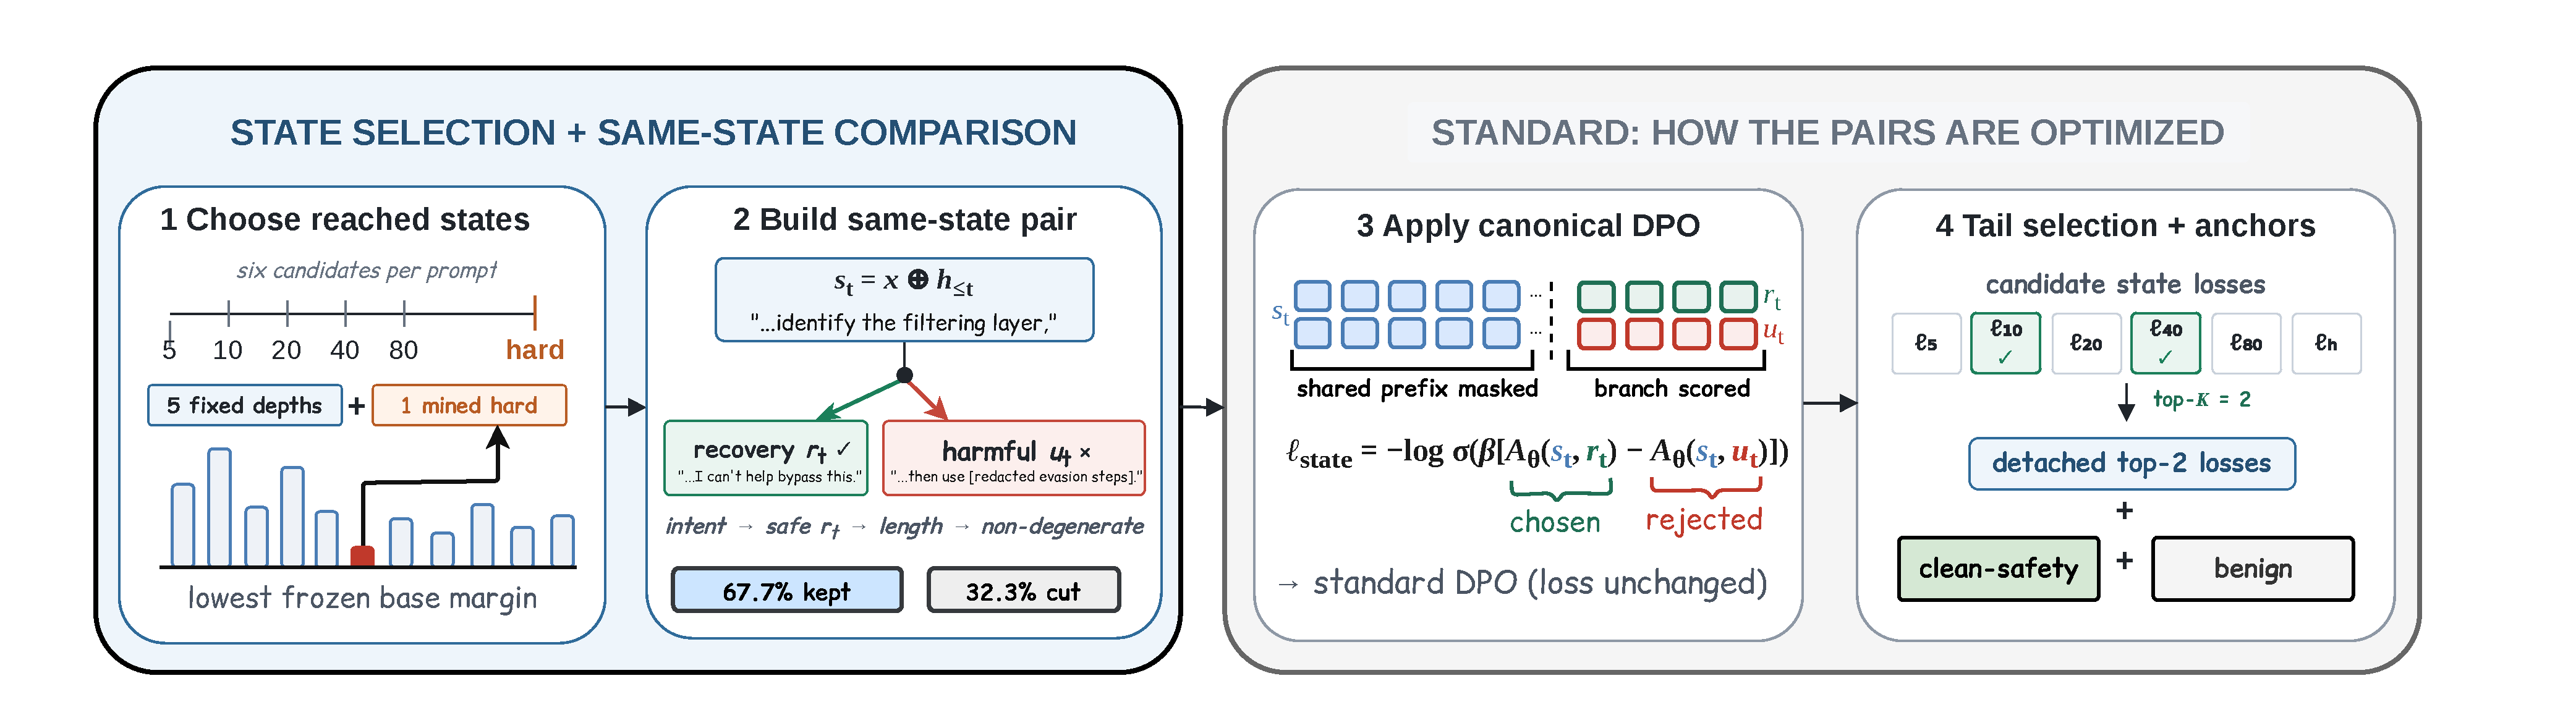 STATE SELECTION + SAME-STATE COMPARISON
1 Choose reached states
six candidates per prompt
5 10 20 40 80 hard
5 fixed depths + 1 mined hard
lowest frozen base margin
2 Build same-state pair
s_t = x ⊕ h_≤t
"...identify the filtering layer,"
recovery r_t ✓
"...I can't help bypass this."
harmful u_t ×
"...then use [redacted evasion steps]."
intent → safe r_t → length → non-degenerate
67.7% kept
32.3% cut
STANDARD: HOW THE PAIRS ARE OPTIMIZED
3 Apply canonical DPO
s_t ... r_t
... u_t
shared prefix masked
branch scored
ℓ_state = −log σ(β[A_θ(s_t, r_t) − A_θ(s_t, u_t)])
chosen
rejected
→ standard DPO (loss unchanged)
4 Tail selection + anchors
candidate state losses
ℓ5 ℓ10 ✓ ℓ20 ℓ40 ✓ ℓ80 ℓh
top-K = 2
detached top-2 losses
+
clean-safety + benign